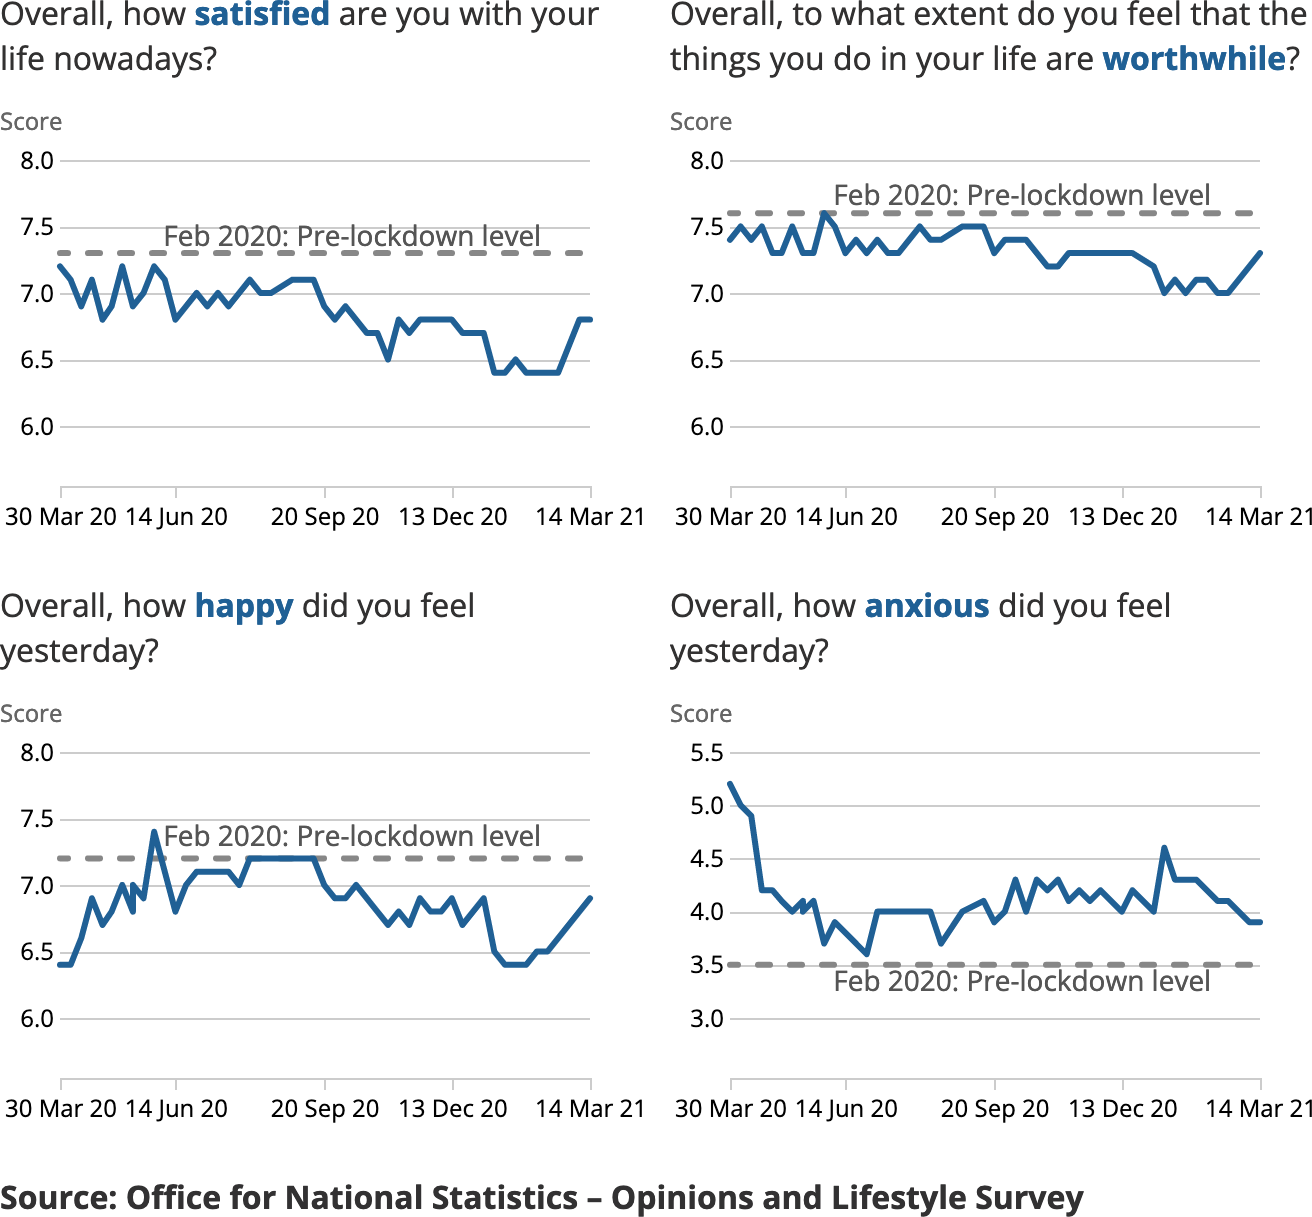 Overall, how satisfied are you with your
life nowadays?
Score
8.0
7.5
Feb 2020: Pre-lockdown level
7.0
6.5
6.0
30 Mar 20 14 Jun 20 20 Sep 20 13 Dec 20 14 Mar 21
Overall, to what extent do you feel that the
things you do in your life are worthwhile?
Score
8.0
Feb 2020: Pre-lockdown level
7.5
7.0
6.5
6.0
30 Mar 20 14 Jun 20 20 Sep 20 13 Dec 20 14 Mar 21
Overall, how happy did you feel
yesterday?
Score
8.0
7.5
Feb 2020: Pre-lockdown level
7.0
6.5
6.0
30 Mar 20 14 Jun 20 20 Sep 20 13 Dec 20 14 Mar 21
Overall, how anxious did you feel
yesterday?
Score
5.5
5.0
4.5
4.0
3.5
Feb 2020: Pre-lockdown level
3.0
30 Mar 20 14 Jun 20 20 Sep 20 13 Dec 20 14 Mar 21
Source: Office for National Statistics – Opinions and Lifestyle Survey